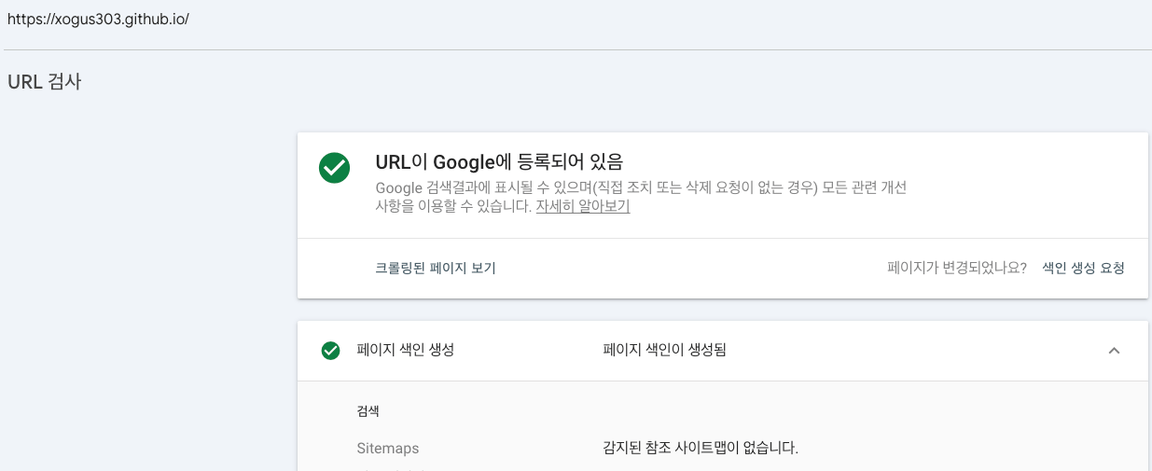 https://xogus303.github.io/
URL 검사
URL이 Google에 등록되어 있음
Google 검색결과에 표시될 수 있으며(직접 조치 또는 삭제 요청이 없는 경우) 모든 관련 개선
사항을 이용할 수 있습니다. 자세히 알아보기
크롤링된 페이지 보기
페이지가 변경되었나요? 색인 생성 요청
페이지 색인 생성 페이지 색인이 생성됨
검색
Sitemaps 감지된 참조 사이트맵이 없습니다.